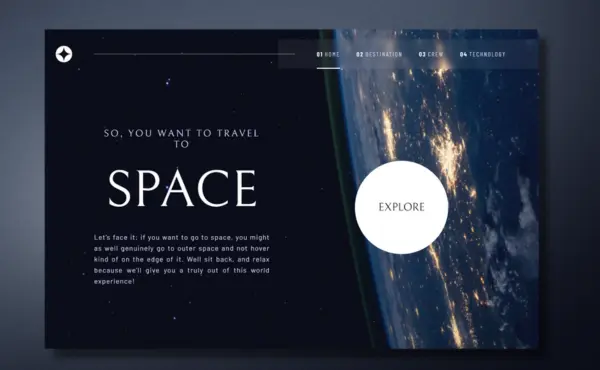 01 HOME 02 DESTINATION 03 CREW 04 TECHNOLOGY
SO, YOU WANT TO TRAVEL
TO
SPACE
EXPLORE
Let's face it; if you want to go to space, you might
as well genuinely go to outer space and not hover
kind of on the edge of it. Well sit back, and relax
because we'll give you a truly out of this world
experience!